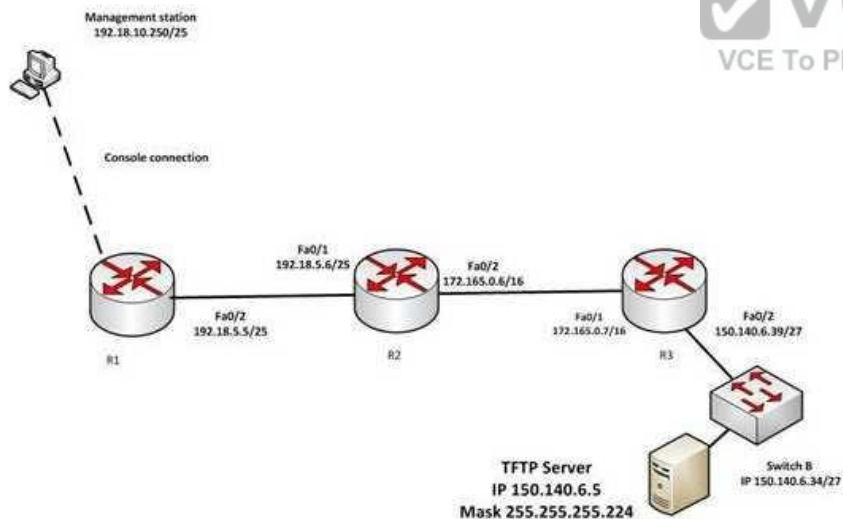 Management station
192.18.10.250/25
VCE To P
Console connection
Fa0/1
192.18.5.6/25
Fa0/2
172.165.0.6/16
Fa0/2
192.18.5.5/25
Fa0/1
172.165.0.7/16
Fa0/2
150.140.6.39/27
R1
R2
R3
TFTP Server
IP 150.140.6.5
Mask 255.255.255.224
Switch B
IP 150.140.6.34/27